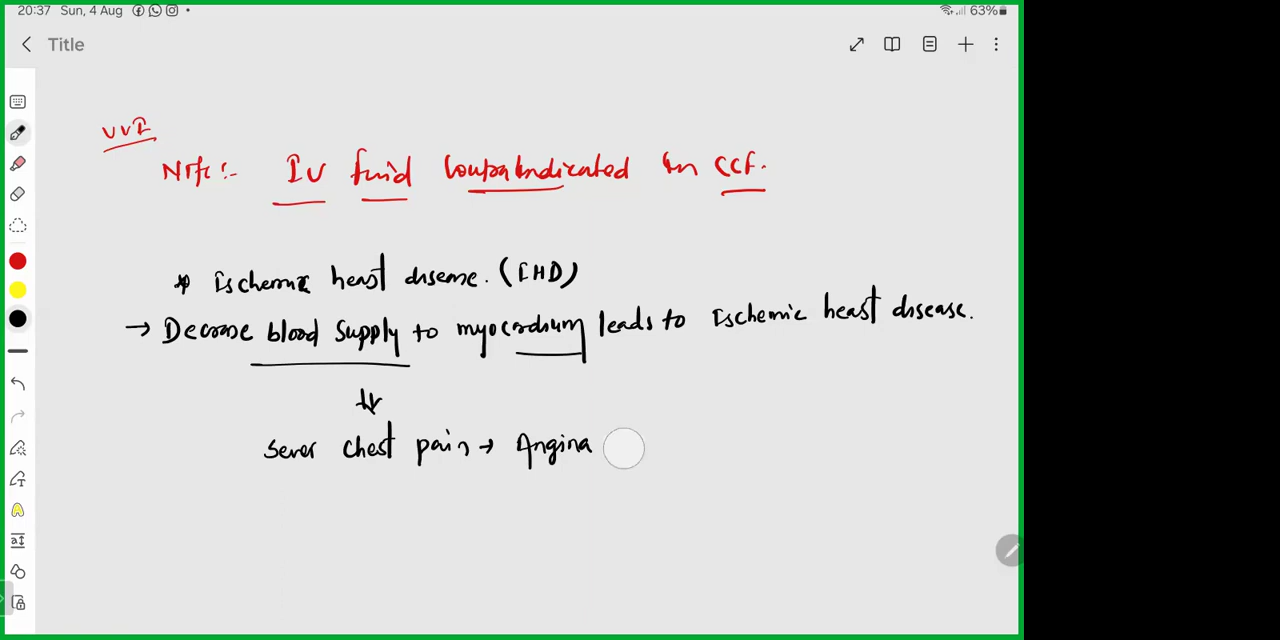 20:37 Sun, 4 Aug
63%
Title
VVI
Note:- IV fluid Contraindicated in CCF.
* Ischemic heart disease. (IHD)
→ Decrease blood supply to myocardium leads to Ischemic heart disease.
Sever chest pain → Angina